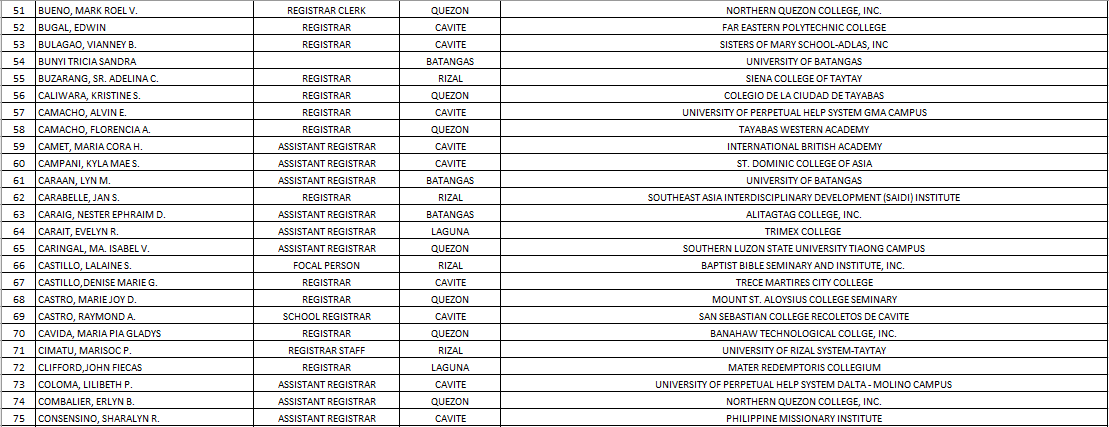 51 BUENO, MARK ROEL V. REGISTRAR CLERK QUEZON NORTHERN QUEZON COLLEGE, INC.
52 BUGAL, EDWIN REGISTRAR CAVITE FAR EASTERN POLYTECHNIC COLLEGE
53 BULAGAO, VIANNEY B. REGISTRAR CAVITE SISTERS OF MARY SCHOOL-ADLAS, INC
54 BUNYI TRICIA SANDRA BATANGAS UNIVERSITY OF BATANGAS
55 BUZARANG, SR. ADELINA C. REGISTRAR RIZAL SIENA COLLEGE OF TAYTAY
56 CALIWARA, KRISTINE S. REGISTRAR QUEZON COLEGIO DE LA CIUDAD DE TAYABAS
57 CAMACHO, ALVIN E. REGISTRAR CAVITE UNIVERSITY OF PERPETUAL HELP SYSTEM GMA CAMPUS
58 CAMACHO, FLORENCIA A. REGISTRAR QUEZON TAYABAS WESTERN ACADEMY
59 CAMET, MARIA CORA H. ASSISTANT REGISTRAR CAVITE INTERNATIONAL BRITISH ACADEMY
60 CAMPANI, KYLA MAE S. ASSISTANT REGISTRAR CAVITE ST. DOMINIC COLLEGE OF ASIA
61 CARAAN, LYN M. ASSISTANT REGISTRAR BATANGAS UNIVERSITY OF BATANGAS
62 CARABELLE, JAN S. REGISTRAR RIZAL SOUTHEAST ASIA INTERDISCIPLINARY DEVELOPMENT (SAIDI) INSTITUTE
63 CARAIG, NESTER EPHRAIM D. ASSISTANT REGISTRAR BATANGAS ALITAGTAG COLLEGE, INC.
64 CARAIT, EVELYN R. ASSISTANT REGISTRAR LAGUNA TRIMEX COLLEGE
65 CARINGAL, MA. ISABEL V. ASSISTANT REGISTRAR QUEZON SOUTHERN LUZON STATE UNIVERSITY TIAONG CAMPUS
66 CASTILLO, LALAINE S. FOCAL PERSON RIZAL BAPTIST BIBLE SEMINARY AND INSTITUTE, INC.
67 CASTILLO,DENISE MARIE G. REGISTRAR CAVITE TRECE MARTIRES CITY COLLEGE
68 CASTRO, MARIE JOY D. REGISTRAR QUEZON MOUNT ST. ALOYSIUS COLLEGE SEMINARY
69 CASTRO, RAYMOND A. SCHOOL REGISTRAR CAVITE SAN SEBASTIAN COLLEGE RECOLETOS DE CAVITE
70 CAVIDA, MARIA PIA GLADYS REGISTRAR QUEZON BANAHAW TECHNOLOGICAL COLLGE, INC.
71 CIMATU, MARISOC P. REGISTRAR STAFF RIZAL UNIVERSITY OF RIZAL SYSTEM-TAYTAY
72 CLIFFORD,JOHN FIECAS REGISTRAR LAGUNA MATER REDEMPTORIS COLLEGIUM
73 COLOMA, LILIBETH P. ASSISTANT REGISTRAR CAVITE UNIVERSITY OF PERPETUAL HELP SYSTEM DALTA - MOLINO CAMPUS
74 COMBALIER, ERLYN B. ASSISTANT REGISTRAR QUEZON NORTHERN QUEZON COLLEGE, INC.
75 CONSENSINO, SHARALYN R. ASSISTANT REGISTRAR CAVITE PHILIPPINE MISSIONARY INSTITUTE